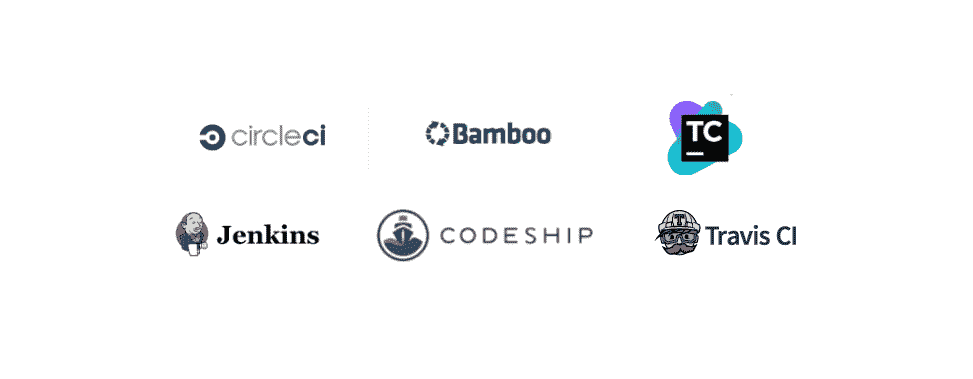 circleci
Bamboo
TC
Jenkins
CODESHIP
T
Travis CI